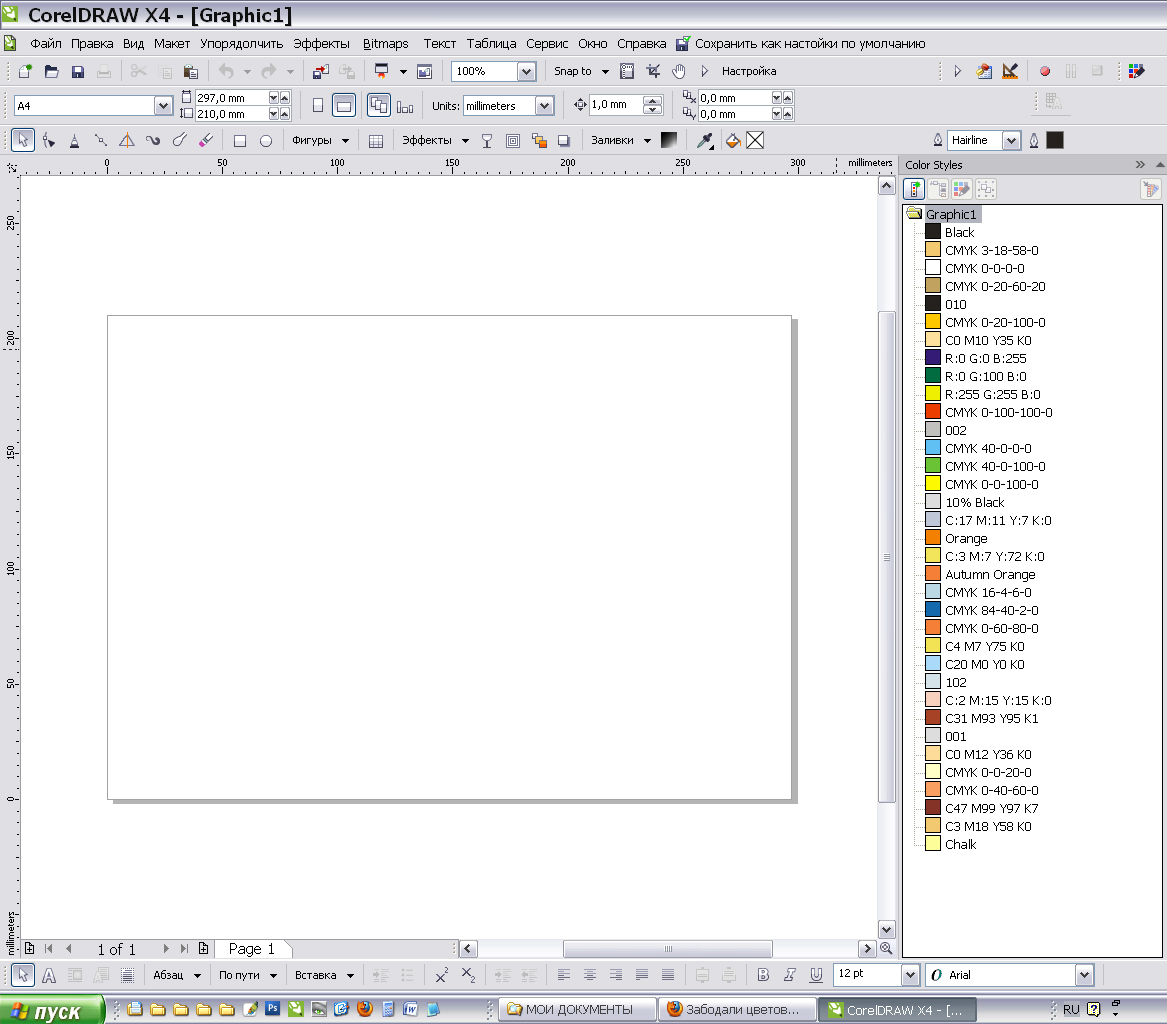 CorelDRAW X4 - [Graphic1]
Файл Правка Вид Макет Упорядолчить Эффекты Bitmaps Текст Таблица Сервис Окно Справка Сохранить как настойки по умолчанию
100% Snap to Настройка
A4 297,0 mm 210,0 mm Units: millimeters 1,0 mm 0,0 mm 0,0 mm
Фигуры Эффекты Заливки Hairline
0 50 100 150 200 250 300 millimeters
Color Styles
250
200
150
100
50
0
millimeters
Graphic1
Black
CMYK 3-18-58-0
CMYK 0-0-0-0
CMYK 0-20-60-20
010
CMYK 0-20-100-0
C0 M10 Y35 K0
R:0 G:0 B:255
R:0 G:100 B:0
R:255 G:255 B:0
CMYK 0-100-100-0
002
CMYK 40-0-0-0
CMYK 40-0-100-0
CMYK 0-0-100-0
10% Black
C:17 M:11 Y:7 K:0
Orange
C:3 M:7 Y:72 K:0
Autumn Orange
CMYK 16-4-6-0
CMYK 84-40-2-0
CMYK 0-60-80-0
C4 M7 Y75 K0
C20 M0 Y0 K0
102
C:2 M:15 Y:15 K:0
C31 M93 Y95 K1
001
C0 M12 Y36 K0
CMYK 0-0-20-0
CMYK 0-40-60-0
C47 M99 Y97 K7
C3 M18 Y58 K0
Chalk
1 of 1 Page 1
Абзац По пути Вставка 12 pt Arial
пуск МОИ ДОКУМЕНТЫ Забодали цветов... CorelDRAW X4 - [... RU